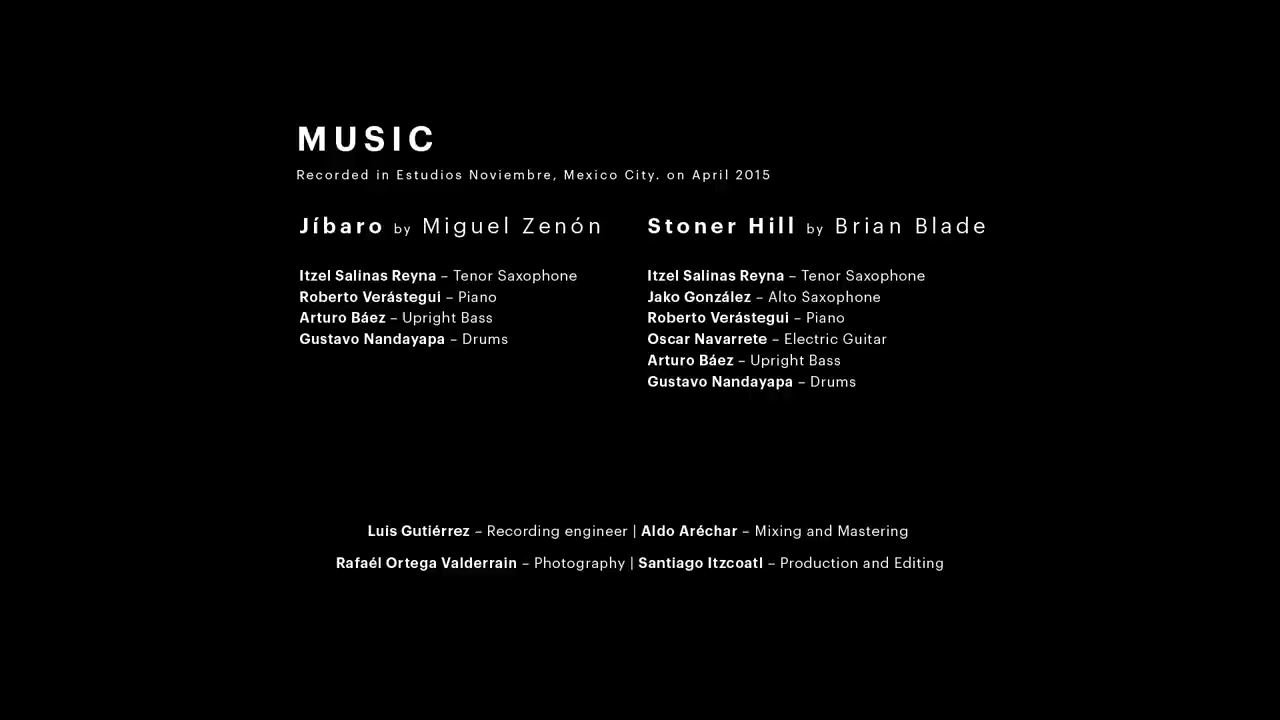 MUSIC
Recorded in Estudios Noviembre, Mexico City. on April 2015
Jíbaro by Miguel Zenón
Itzel Salinas Reyna – Tenor Saxophone
Roberto Verástegui – Piano
Arturo Báez – Upright Bass
Gustavo Nandayapa – Drums
Stoner Hill by Brian Blade
Itzel Salinas Reyna – Tenor Saxophone
Jako González – Alto Saxophone
Roberto Verástegui – Piano
Oscar Navarrete – Electric Guitar
Arturo Báez – Upright Bass
Gustavo Nandayapa – Drums
Luis Gutiérrez – Recording engineer | Aldo Aréchar – Mixing and Mastering
Rafaél Ortega Valderrain – Photography | Santiago Itzcoatl – Production and Editing